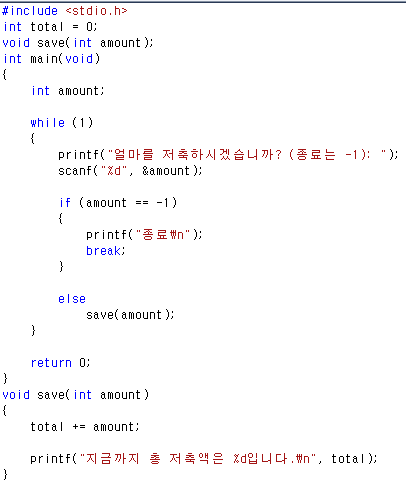 #include <stdio.h>
int total = 0;
void save(int amount);
int main(void)
{
int amount;
while (1)
{
printf("얼마를 저축하시겠습니까? (종료는 -1): ");
scanf("%d", &amount);
if (amount == -1)
{
printf("종료₩n");
break;
}
else
save(amount);
}
return 0;
}
void save(int amount)
{
total += amount;
printf("지금까지 총 저축액은 %d입니다.₩n", total);
}